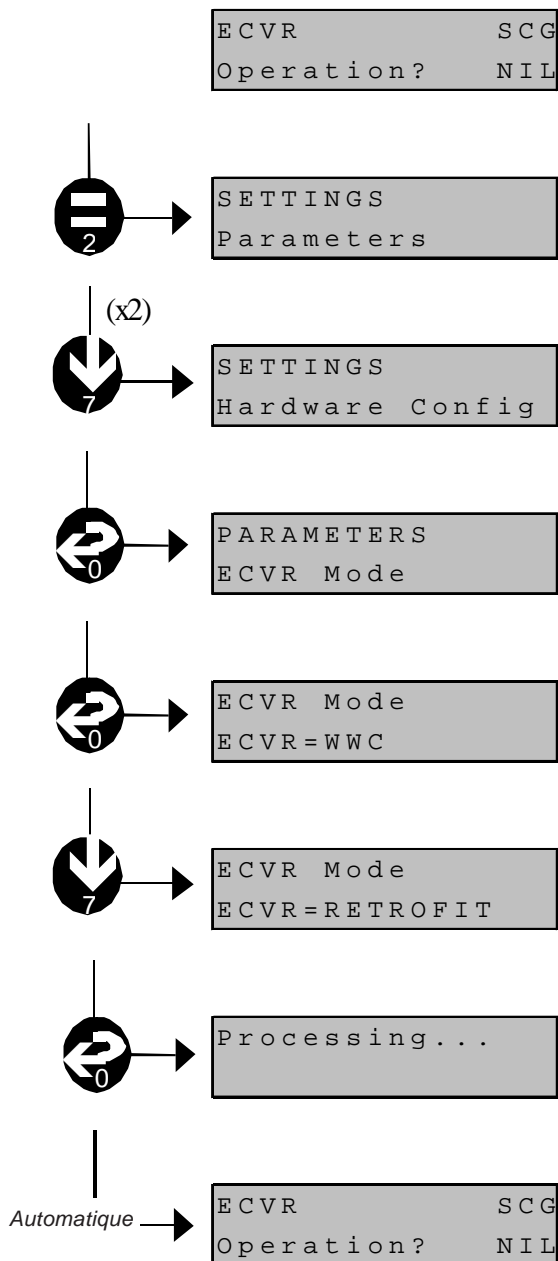 ECVR SCG
Operation? NIL
2
SETTINGS
Parameters
(x2)
7
SETTINGS
Hardware Config
0
PARAMETERS
ECVR Mode
0
ECVR Mode
ECVR=WWC
7
ECVR Mode
ECVR=RETROFIT
0
Processing...
Automatique
ECVR SCG
Operation? NIL